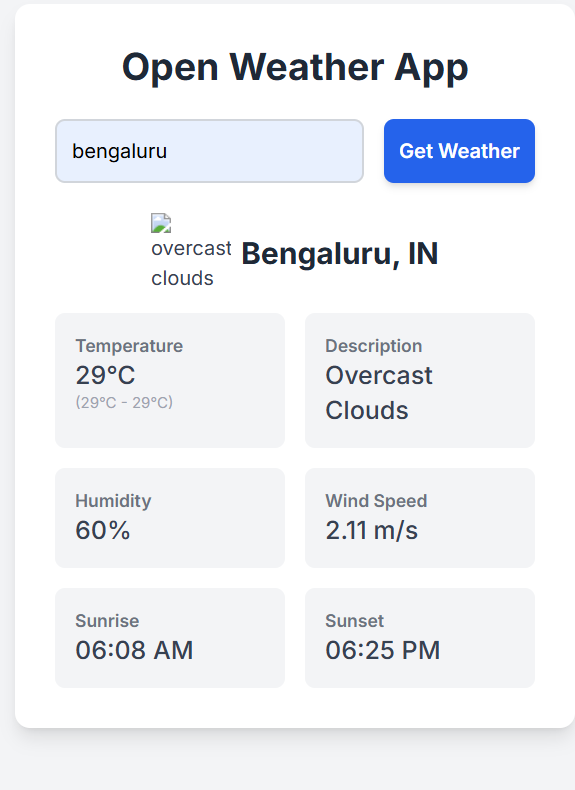 Open Weather App
bengaluru
Get Weather
overcast
clouds
Bengaluru, IN
Temperature
29°C
(29°C - 29°C)
Description
Overcast
Clouds
Humidity
60%
Wind Speed
2.11 m/s
Sunrise
06:08 AM
Sunset
06:25 PM